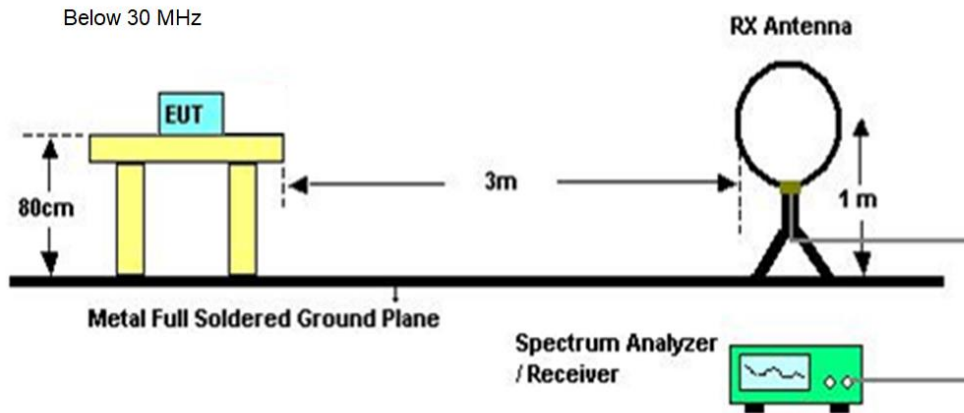 Below 30 MHz
RX Antenna
EUT
80cm
3m
1 m
Metal Full Soldered Ground Plane
Spectrum Analyzer
/ Receiver